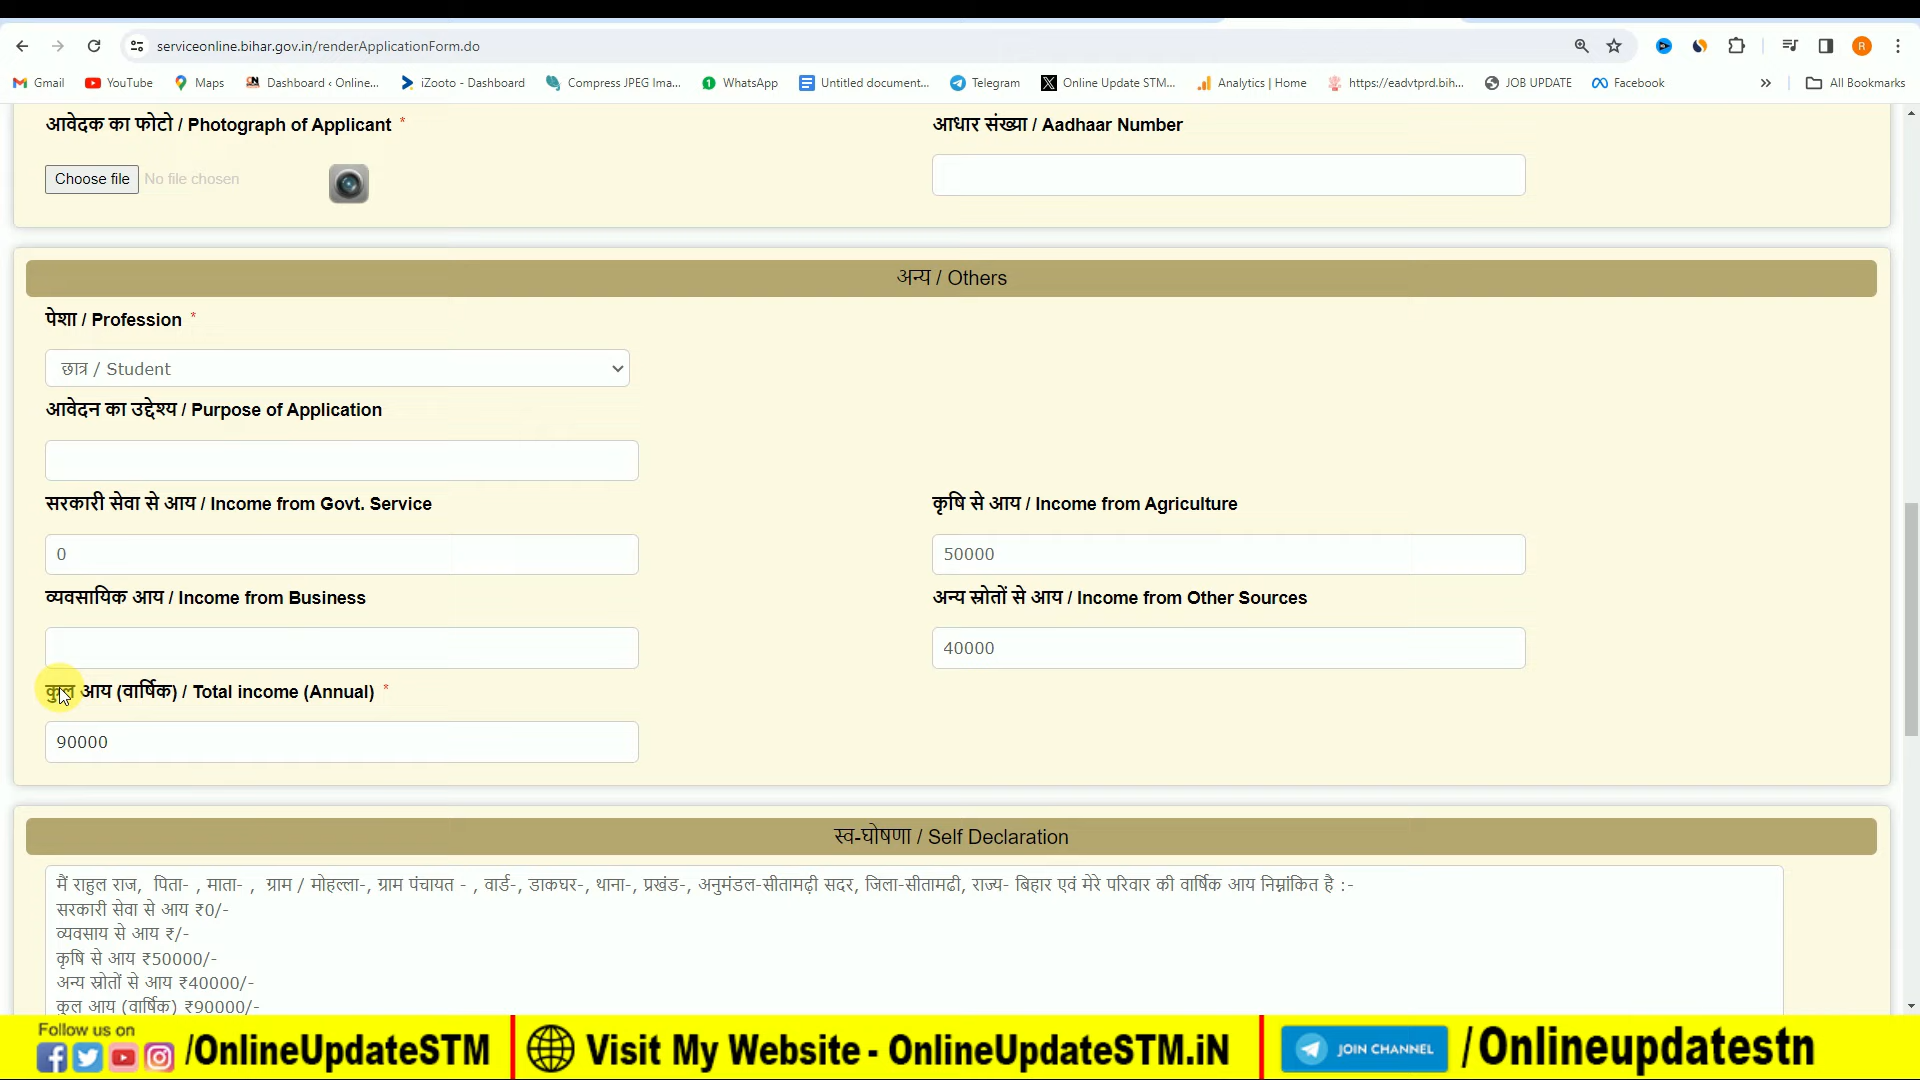 serviceonline.bihar.gov.in/renderApplicationForm.do
R
Gmail YouTube Maps Dashboard ‹ Online... iZooto - Dashboard Compress JPEG Ima... WhatsApp Untitled document... Telegram Online Update STM... Analytics | Home https://eadvtprd.bih... JOB UPDATE Facebook » All Bookmarks
आवेदक का फोटो / Photograph of Applicant * आधार संख्या / Aadhaar Number
Choose file No file chosen
अन्य / Others
पेशा / Profession *
छात्र / Student
आवेदन का उद्देश्य / Purpose of Application
सरकारी सेवा से आय / Income from Govt. Service कृषि से आय / Income from Agriculture
0 50000
व्यवसायिक आय / Income from Business अन्य स्रोतों से आय / Income from Other Sources
40000
कुल आय (वार्षिक) / Total income (Annual) *
90000
स्व-घोषणा / Self Declaration
मैं राहुल राज, पिता- , माता- , ग्राम / मोहल्ला-, ग्राम पंचायत - , वार्ड-, डाकघर-, थाना-, प्रखंड-, अनुमंडल-सीतामढ़ी सदर, जिला-सीतामढी, राज्य- बिहार एवं मेरे परिवार की वार्षिक आय निम्नांकित है :-
सरकारी सेवा से आय ₹0/-
व्यवसाय से आय ₹/-
कृषि से आय ₹50000/-
अन्य स्रोतों से आय ₹40000/-
कुल आय (वार्षिक) ₹90000/-
Follow us on
/OnlineUpdateSTM Visit My Website - OnlineUpdateSTM.iN JOIN CHANNEL /Onlineupdatestn